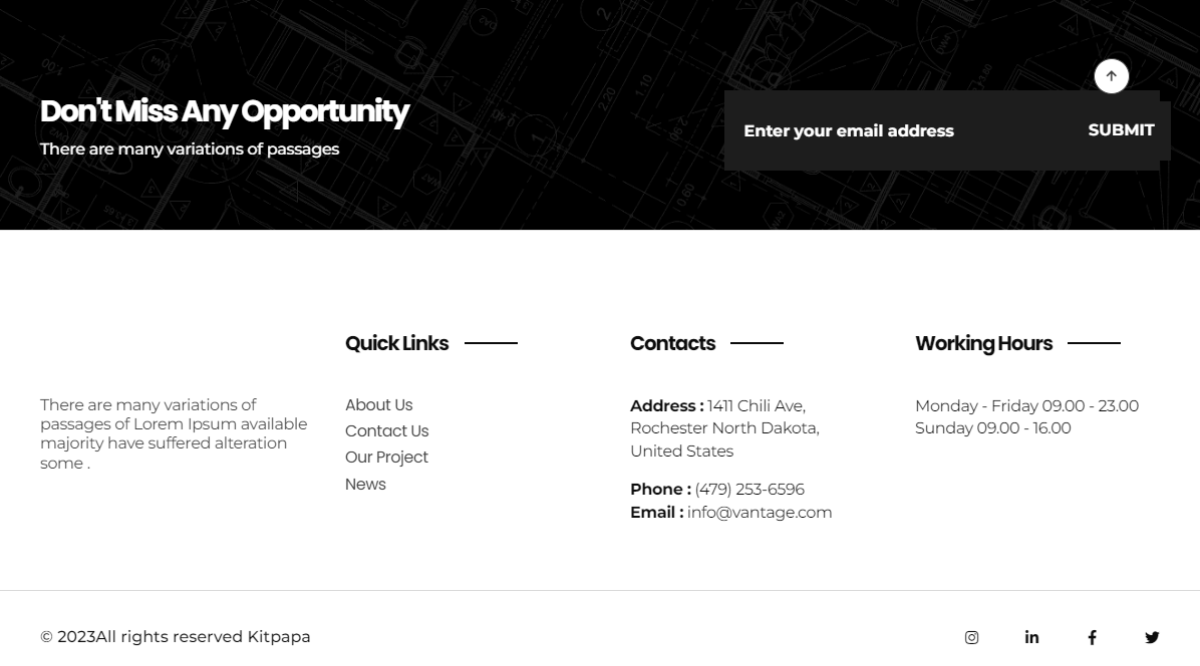 Don't Miss Any Opportunity
There are many variations of passages
Enter your email address
SUBMIT
There are many variations of
passages of Lorem Ipsum available
majority have suffered alteration
some .
Quick Links
About Us
Contact Us
Our Project
News
Contacts
Address : 1411 Chili Ave,
Rochester North Dakota,
United States
Phone : (479) 253-6596
Email : info@vantage.com
Working Hours
Monday - Friday 09.00 - 23.00
Sunday 09.00 - 16.00
© 2023All rights reserved Kitpapa